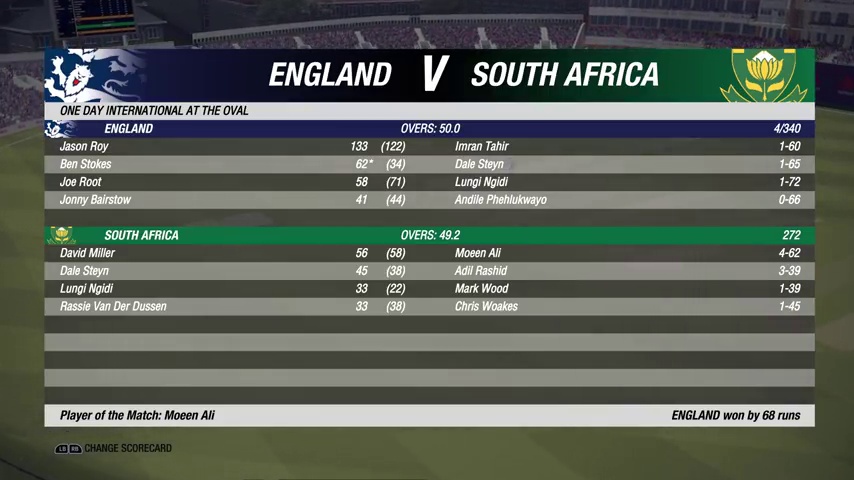 ENGLAND V SOUTH AFRICA
ONE DAY INTERNATIONAL AT THE OVAL
ENGLAND OVERS: 50.0 4/340
Jason Roy 133 (122) Imran Tahir 1-60
Ben Stokes 62* (34) Dale Steyn 1-65
Joe Root 58 (71) Lungi Ngidi 1-72
Jonny Bairstow 41 (44) Andile Phehlukwayo 0-66
SOUTH AFRICA OVERS: 49.2 272
David Miller 56 (58) Moeen Ali 4-62
Dale Steyn 45 (38) Adil Rashid 3-39
Lungi Ngidi 33 (22) Mark Wood 1-39
Rassie Van Der Dussen 33 (38) Chris Woakes 1-45
Player of the Match: Moeen Ali ENGLAND won by 68 runs
LB RB CHANGE SCORECARD